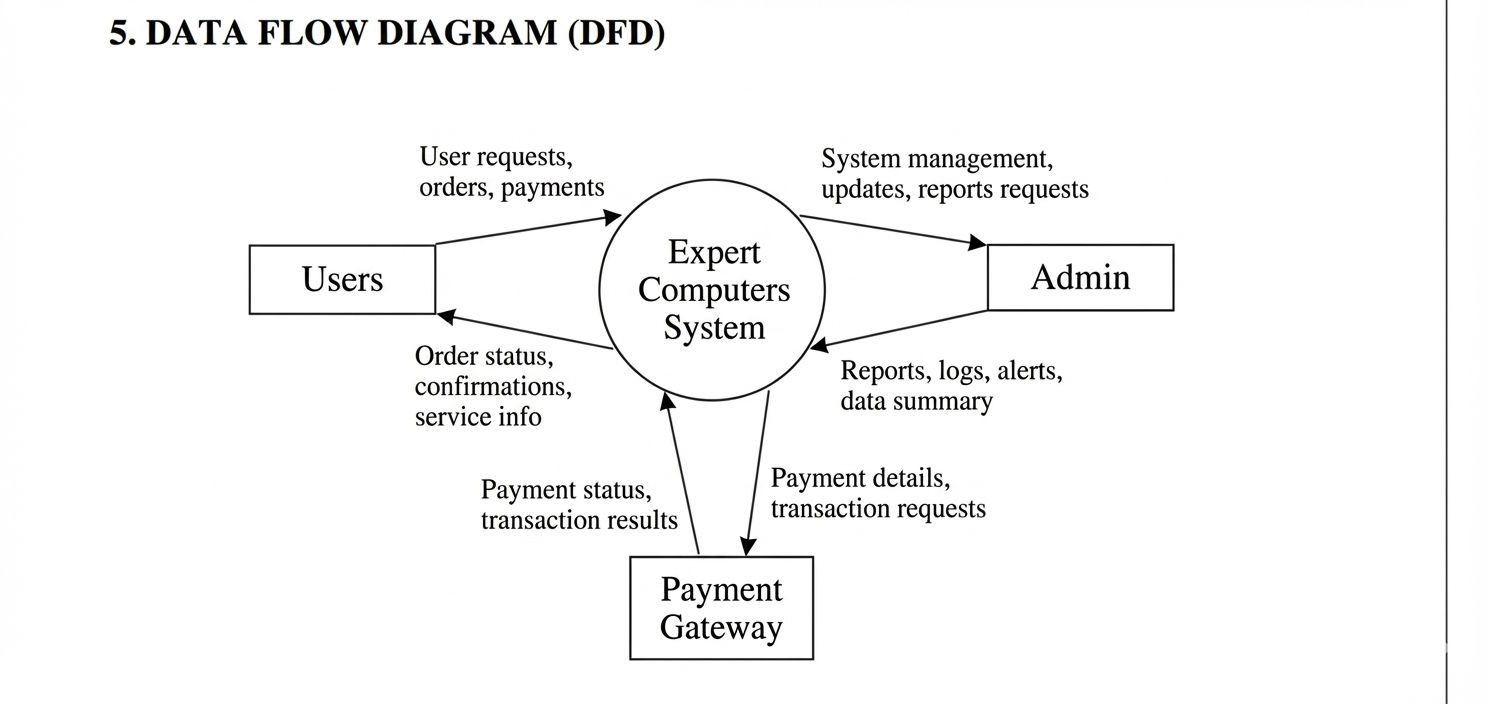 5. DATA FLOW DIAGRAM (DFD)
User requests,
orders, payments
System management,
updates, reports requests
Users
Expert
Computers
System
Admin
Order status,
confirmations,
service info
Reports, logs, alerts,
data summary
Payment status,
transaction results
Payment details,
transaction requests
Payment
Gateway